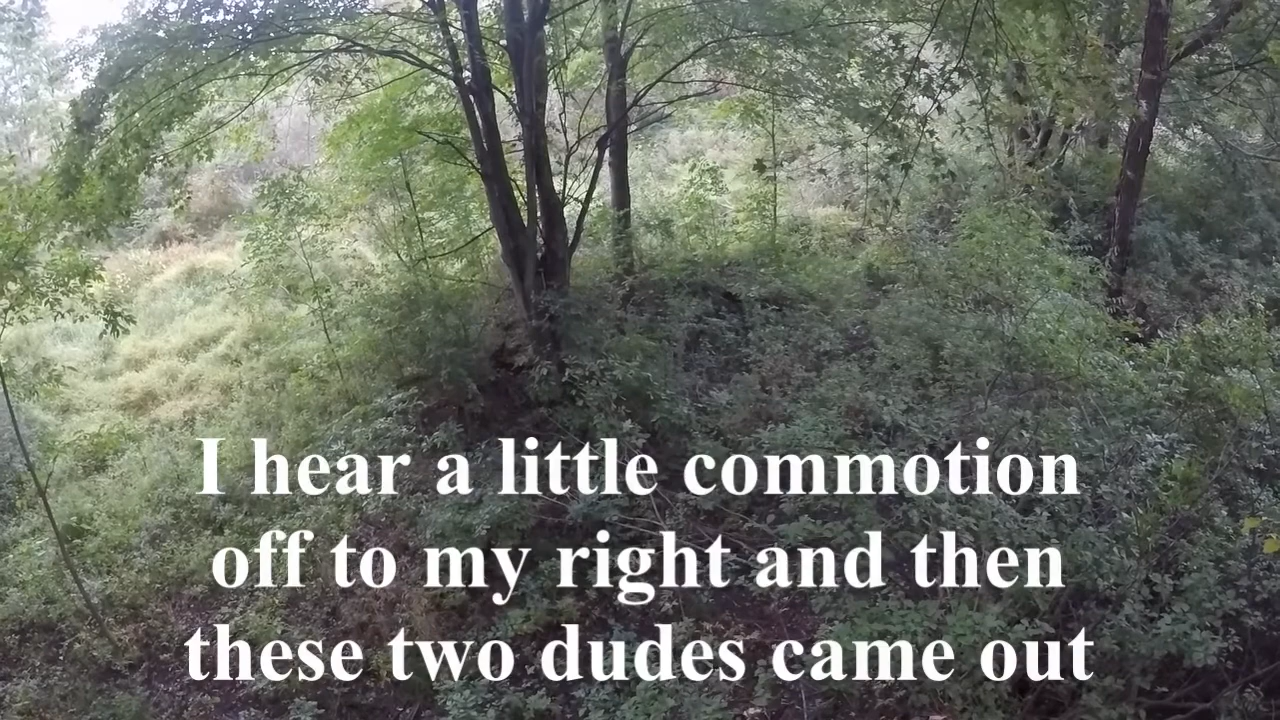 I hear a little commotion
off to my right and then
these two dudes came out